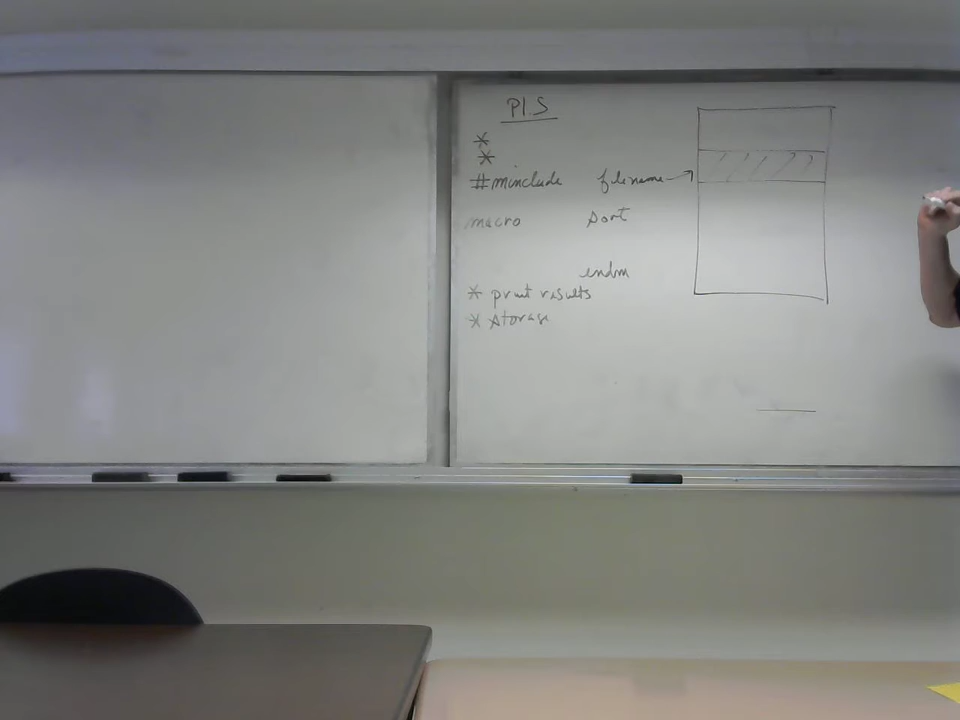 P1.S
*
*
#minclude filename
macro sort
endm
* print results
* storage